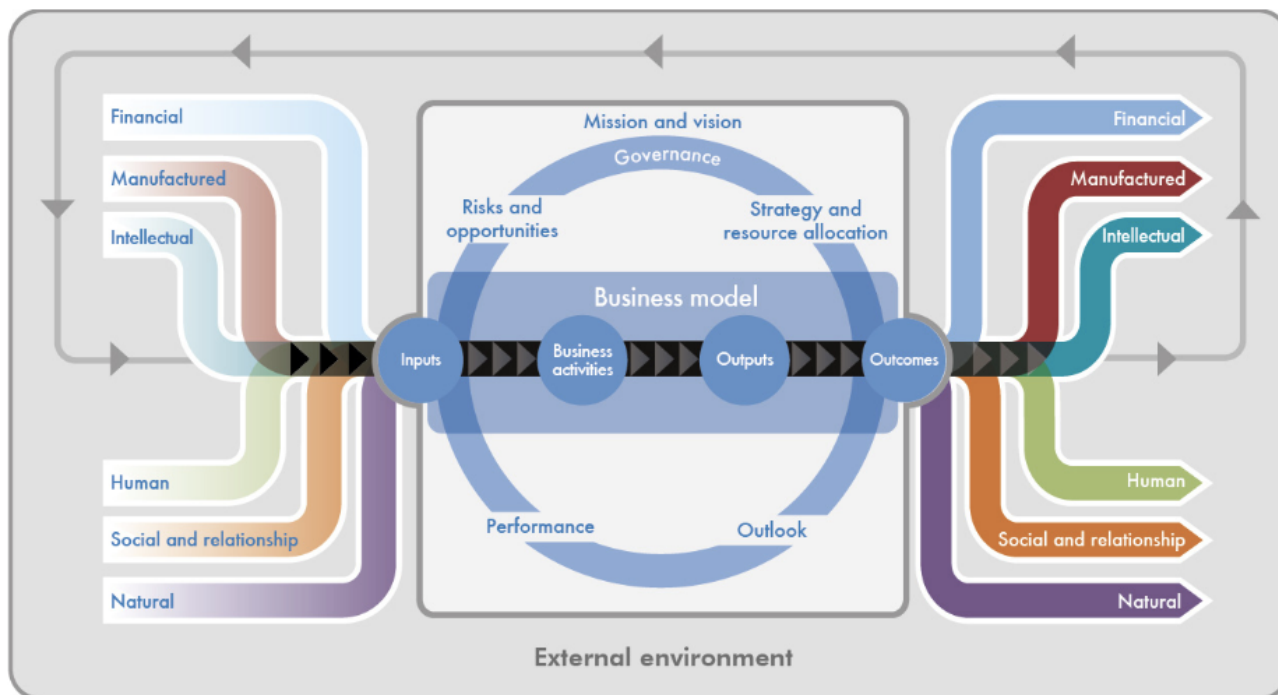 Financial
Manufactured
Intellectual
Human
Social and relationship
Natural
Mission and vision
Governance
Risks and
opportunities
Strategy and
resource allocation
Business model
Inputs
Business
activities
Outputs
Outcomes
Performance
Outlook
Financial
Manufactured
Intellectual
Human
Social and relationship
Natural
External environment